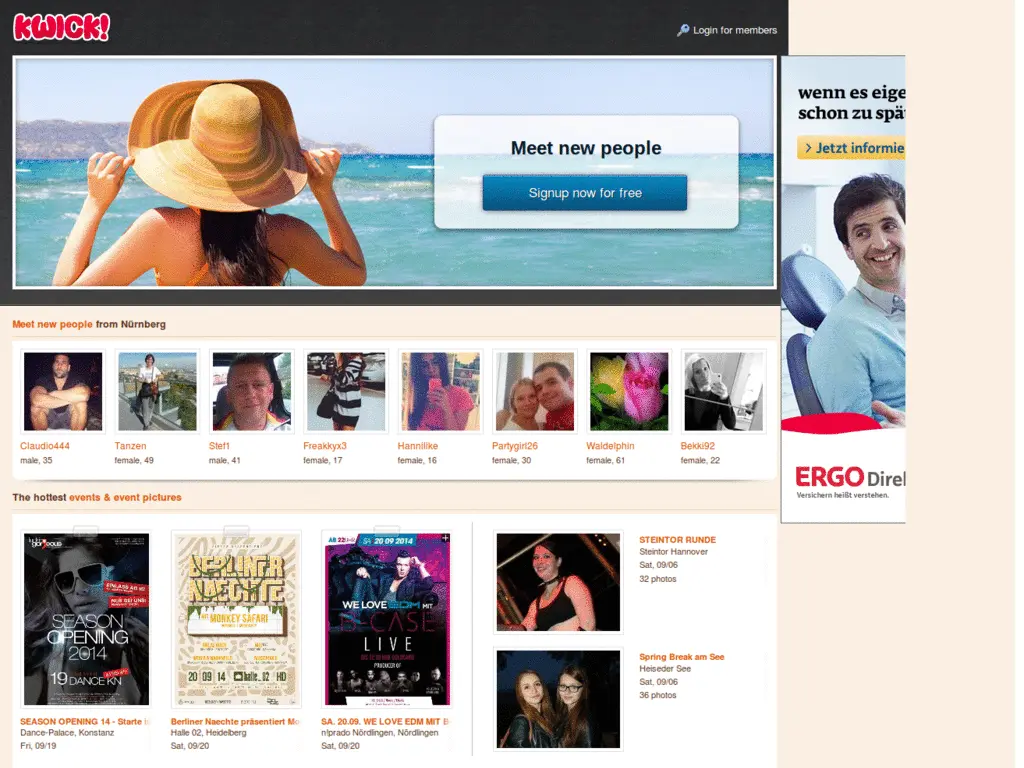 KWICK!
Login for members
wenn es eige
schon zu spä
Jetzt informie
Meet new people
Signup now for free
Meet new people from Nürnberg
Claudio444
male, 35
Tanzen
female, 49
Stef1
male, 41
Freakkyx3
female, 17
Hannilike
female, 16
Partygirl26
female, 30
Waldelphin
female, 61
Bekki92
female, 22
ERGO Direk
Versichern heißt verstehen.
The hottest events & event pictures
SEASON
OPENING
2014
19 DANCE KN
BERLINER
NAECHTE
MONKEY SAFARI
20 09 14 halle_02 HD
AB 22 UHR SA 20 09 2014
WE LOVE EDM MIT
B-CASE
LIVE
PRODUCER OF
STEINTOR RUNDE
Steintor Hannover
Sat, 09/06
32 photos
Spring Break am See
Heiseder See
Sat, 09/06
36 photos
SEASON OPENING 14 - Starte i
Dance-Palace, Konstanz
Fri, 09/19
Berliner Naechte präsentiert Mo
Halle 02, Heidelberg
Sat, 09/20
SA. 20.09. WE LOVE EDM MIT B
n!prado Nördlingen, Nördlingen
Sat, 09/20